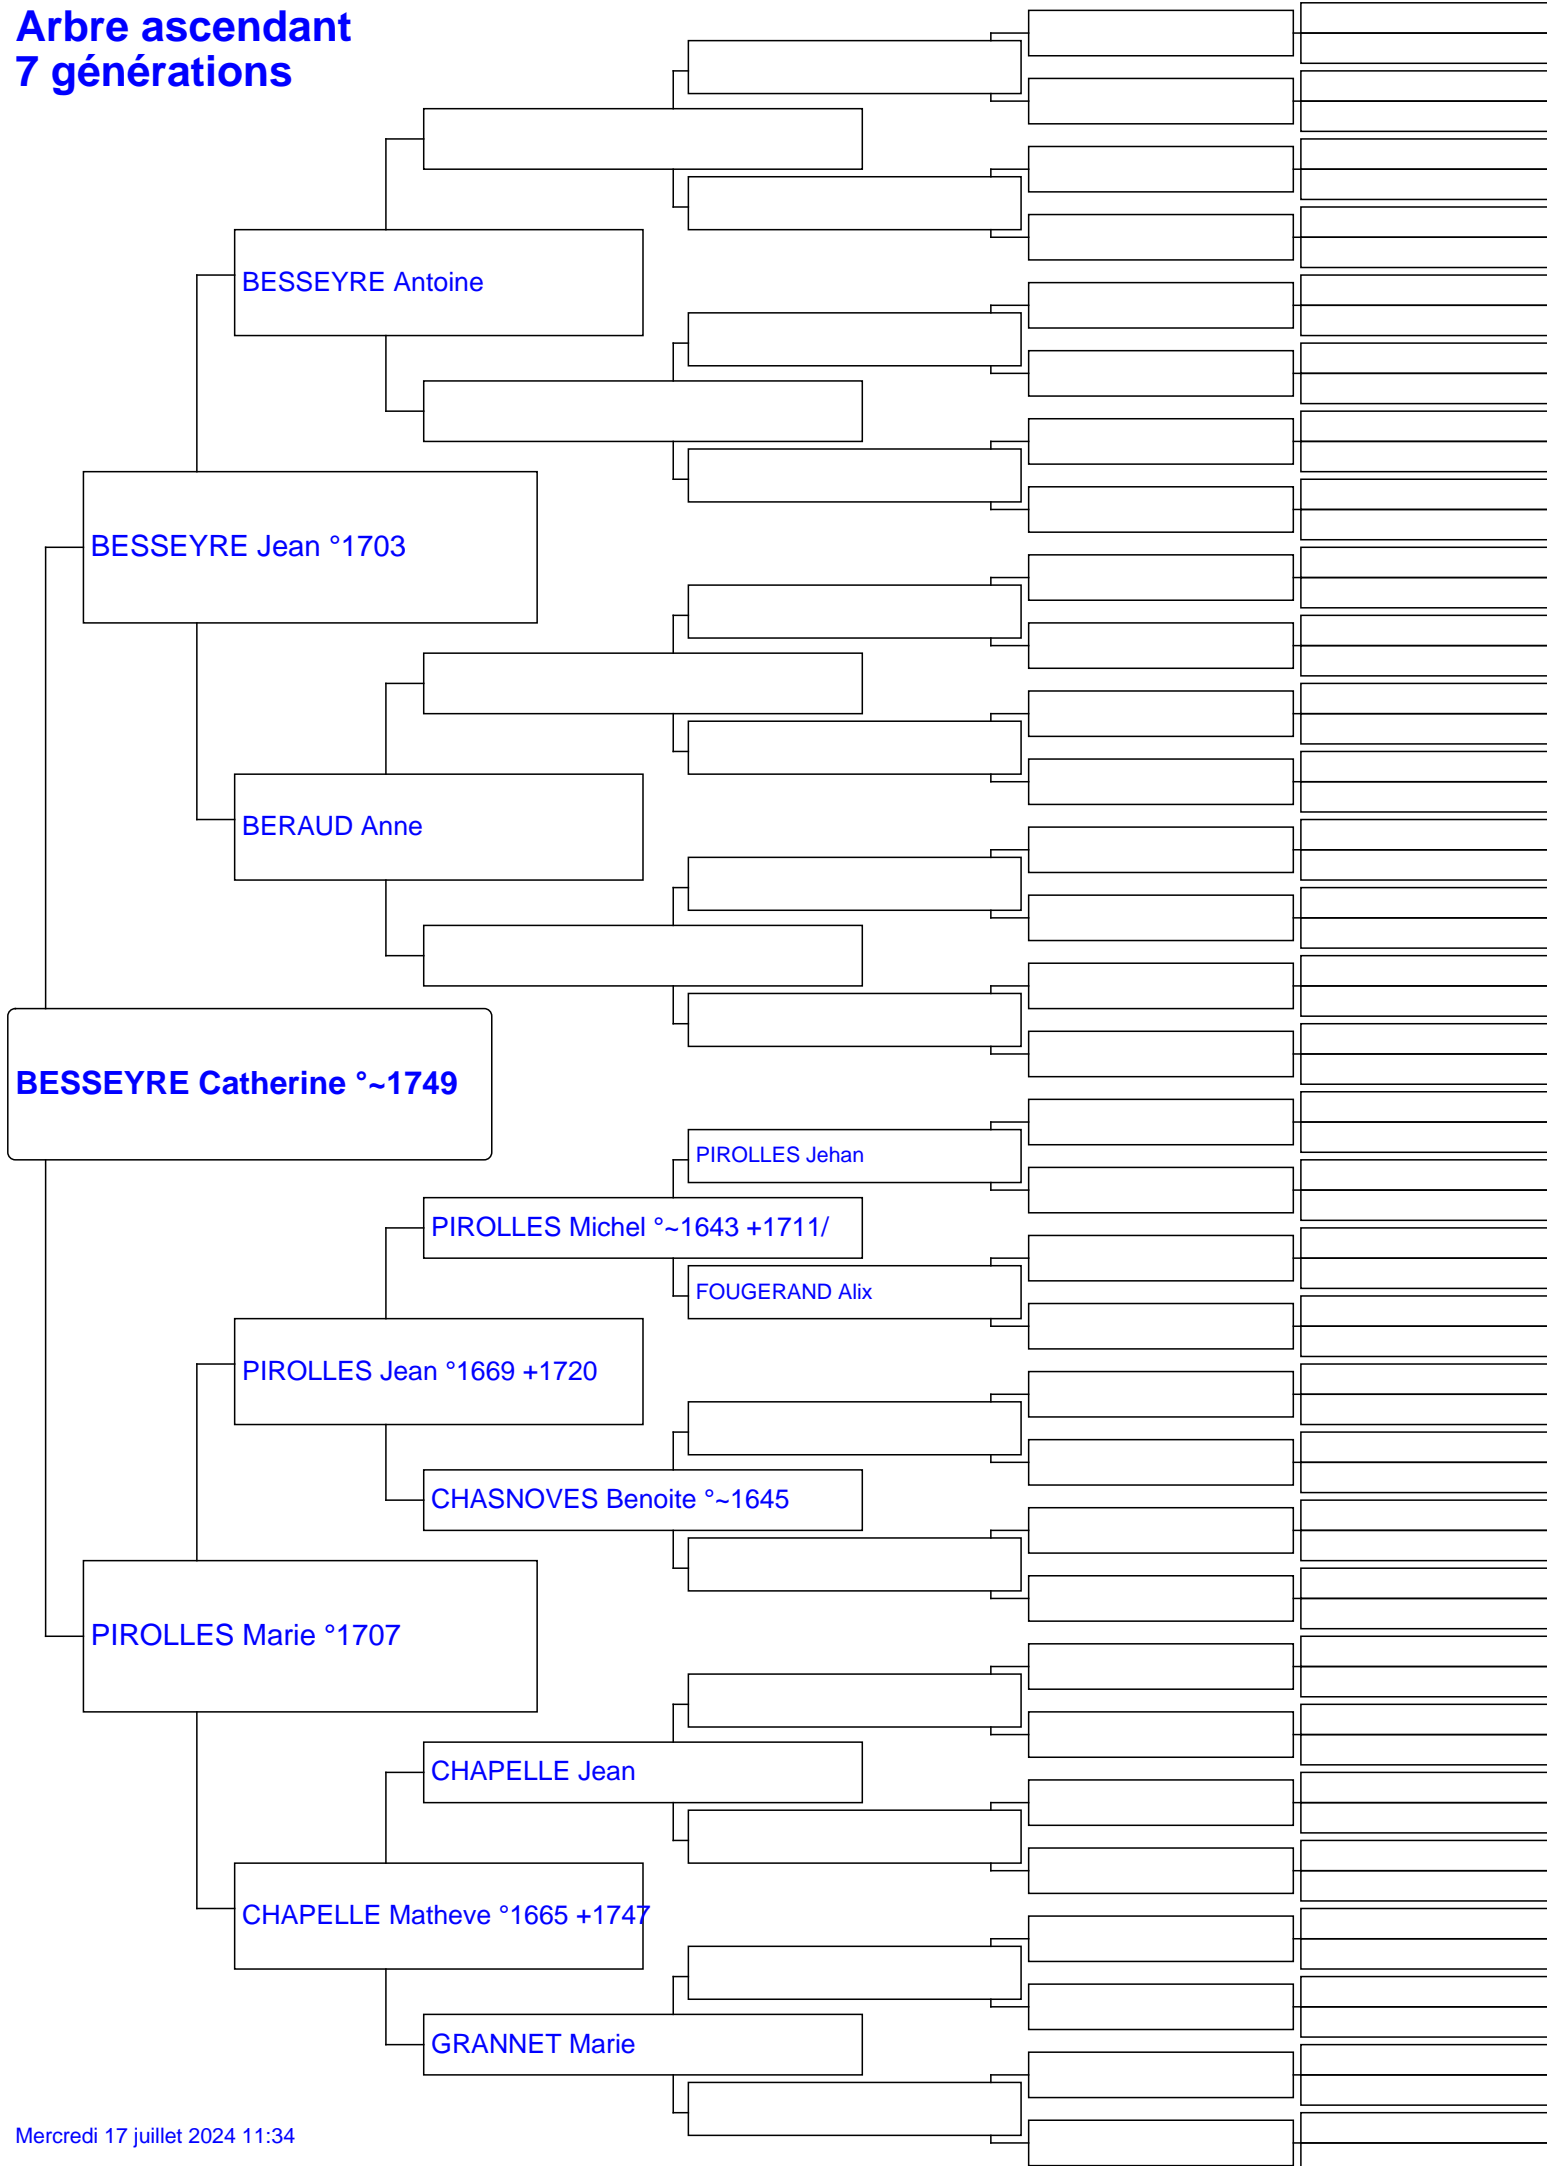 Arbre ascendant
7 générations
BESSEYRE Antoine
BESSEYRE Jean °1703
BERAUD Anne
BESSEYRE Catherine °~1749
PIROLLES Jehan
PIROLLES Michel °~1643 +1711/
FOUGERAND Alix
PIROLLES Jean °1669 +1720
CHASNOVES Benoite °~1645
PIROLLES Marie °1707
CHAPELLE Jean
CHAPELLE Matheve °1665 +1747
GRANNET Marie
Mercredi 17 juillet 2024 11:34